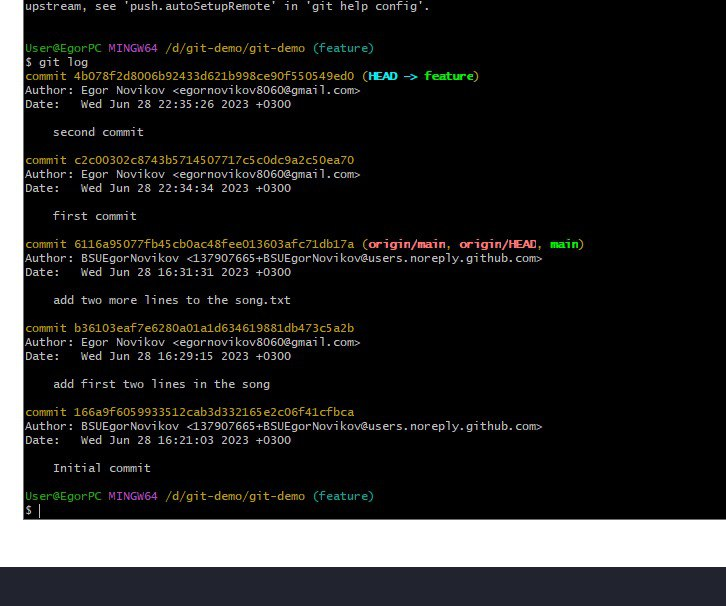 upstream, see 'push.autoSetupRemote' in 'git help config'.
User@EgorPC MINGW64 /d/git-demo/git-demo (feature)
$ git log
commit 4b078f2d8006b92433d621b998ce90f550549ed0 (HEAD -> feature)
Author: Egor Novikov <egornovikov8060@gmail.com>
Date:   Wed Jun 28 22:35:26 2023 +0300
second commit
commit c2c00302c8743b5714507717c5c0dc9a2c50ea70
Author: Egor Novikov <egornovikov8060@gmail.com>
Date:   Wed Jun 28 22:34:34 2023 +0300
first commit
commit 6116a95077fb45cb0ac48fee013603afc71db17a (origin/main, origin/HEAD, main)
Author: BSUEgorNovikov <137907665+BSUEgorNovikov@users.noreply.github.com>
Date:   Wed Jun 28 16:31:31 2023 +0300
add two more lines to the song.txt
commit b36103eaf7e6280a01a1d634619881db473c5a2b
Author: Egor Novikov <egornovikov8060@gmail.com>
Date:   Wed Jun 28 16:29:15 2023 +0300
add first two lines in the song
commit 166a9f6059933512cab3d332165e2c06f41cfbca
Author: BSUEgorNovikov <137907665+BSUEgorNovikov@users.noreply.github.com>
Date:   Wed Jun 28 16:21:03 2023 +0300
Initial commit
User@EgorPC MINGW64 /d/git-demo/git-demo (feature)
$